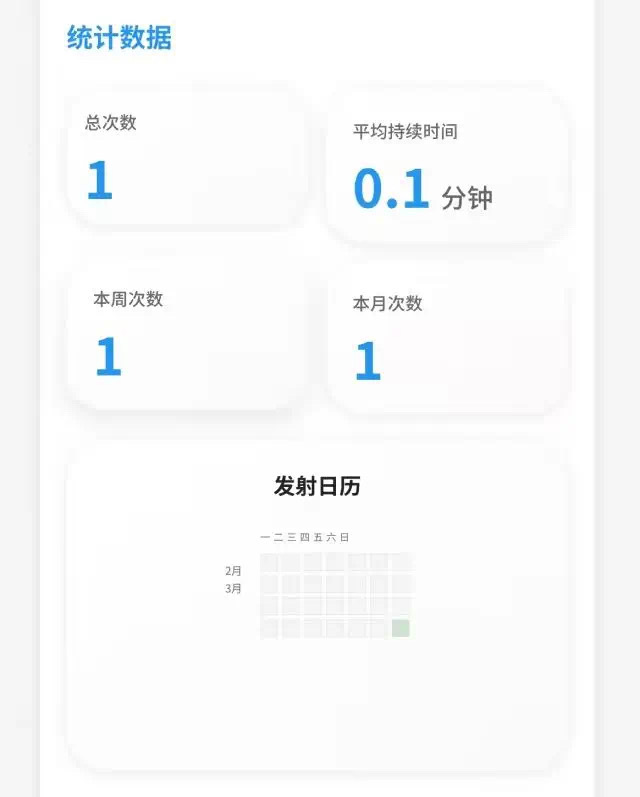 统计数据
总次数
1
平均持续时间
0.1 分钟
本周次数
1
本月次数
1
发射日历
一 二 三 四 五 六 日
2月
3月